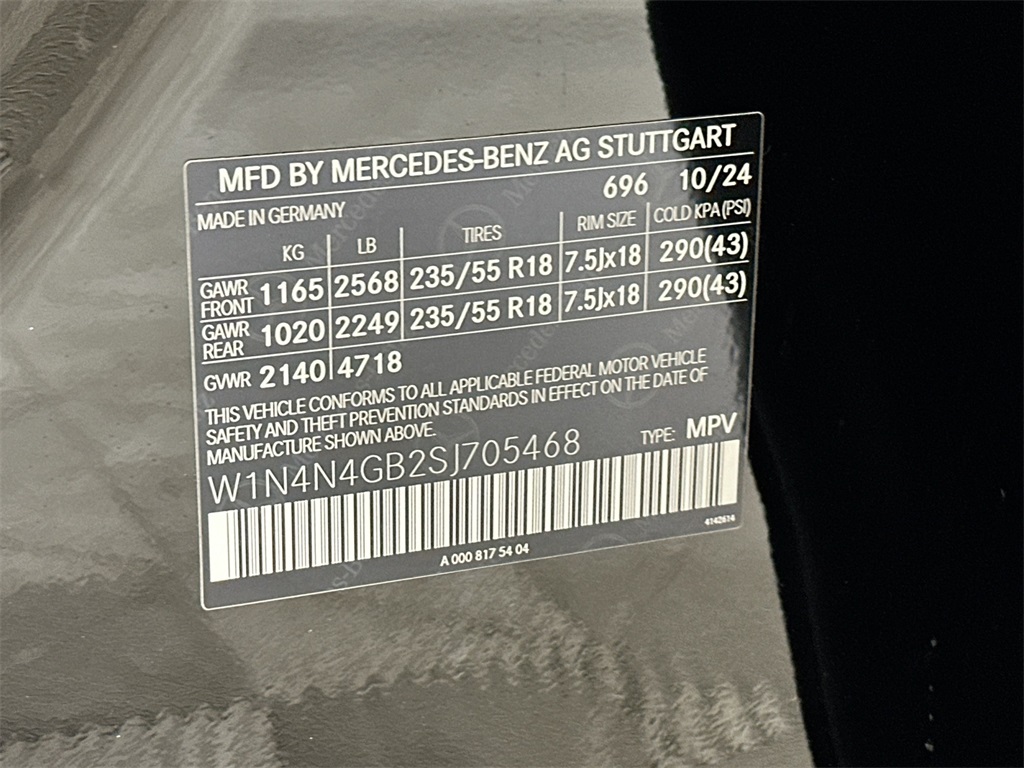 MFD BY MERCEDES-BENZ AG STUTTGART
696 10/24
MADE IN GERMANY
KG LB TIRES RIM SIZE COLD KPA (PSI)
GAWR FRONT 1165 2568 235/55 R18 7.5Jx18 290(43)
GAWR REAR 1020 2249 235/55 R18 7.5Jx18 290(43)
GVWR 2140 4718
THIS VEHICLE CONFORMS TO ALL APPLICABLE FEDERAL MOTOR VEHICLE
SAFETY AND THEFT PREVENTION STANDARDS IN EFFECT ON THE DATE OF
MANUFACTURE SHOWN ABOVE.
W1N4N4GB2SJ705468 TYPE: MPV
A 000 817 54 04 4142614